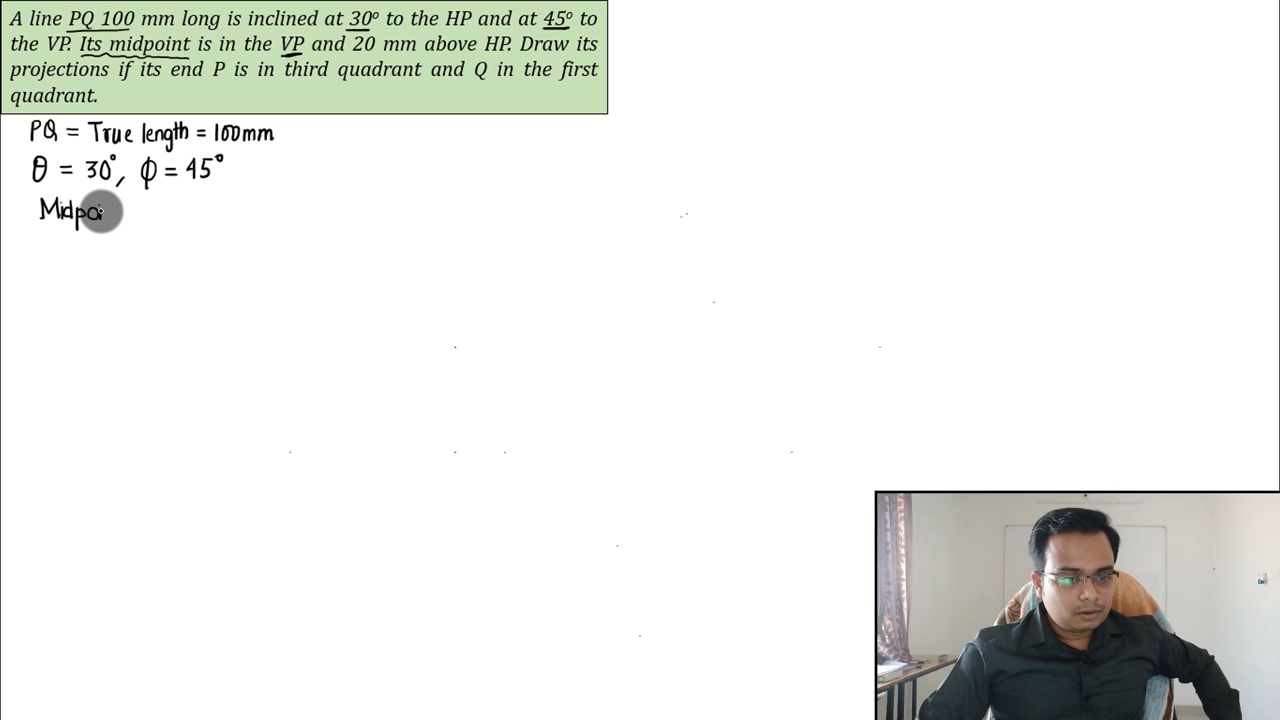 A line PQ 100 mm long is inclined at 30° to the HP and at 45° to
the VP. Its midpoint is in the VP and 20 mm above HP. Draw its
projections if its end P is in third quadrant and Q in the first
quadrant.
PQ = True length = 100mm
θ = 30°, φ = 45°
Midpoi